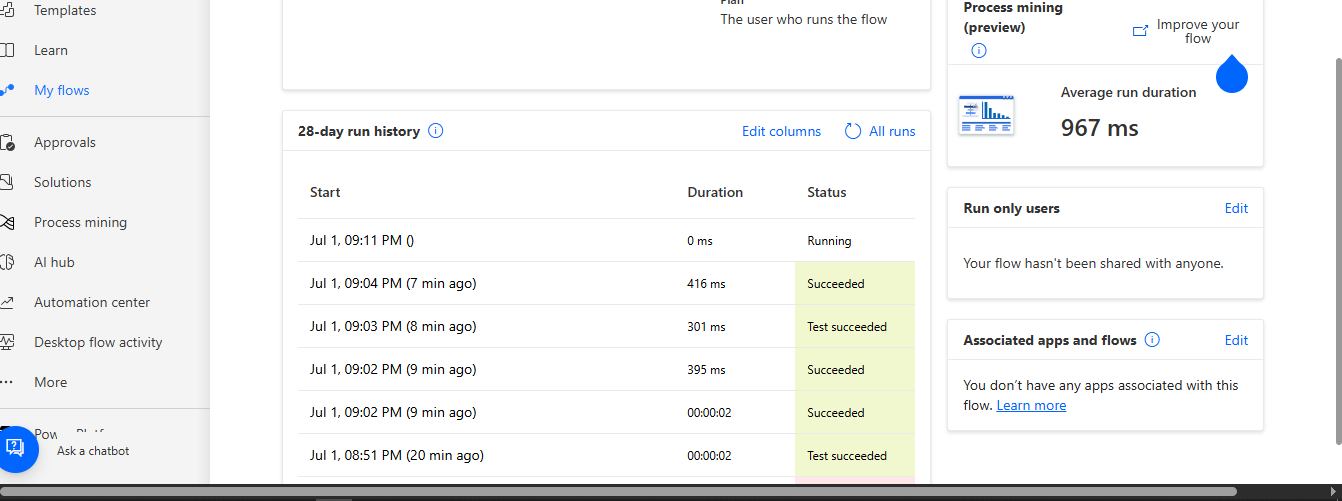 Templates
Learn
My flows
Approvals
Solutions
Process mining
AI hub
Automation center
Desktop flow activity
More
Ask a chatbot
Plan
The user who runs the flow
28-day run history
Edit columns
All runs
Start Duration Status
Jul 1, 09:11 PM () 0 ms Running
Jul 1, 09:04 PM (7 min ago) 416 ms Succeeded
Jul 1, 09:03 PM (8 min ago) 301 ms Test succeeded
Jul 1, 09:02 PM (9 min ago) 395 ms Succeeded
Jul 1, 09:02 PM (9 min ago) 00:00:02 Succeeded
Jul 1, 08:51 PM (20 min ago) 00:00:02 Test succeeded
Process mining
(preview)
Improve your
flow
Average run duration
967 ms
Run only users
Edit
Your flow hasn't been shared with anyone.
Associated apps and flows
Edit
You don’t have any apps associated with this
flow. Learn more